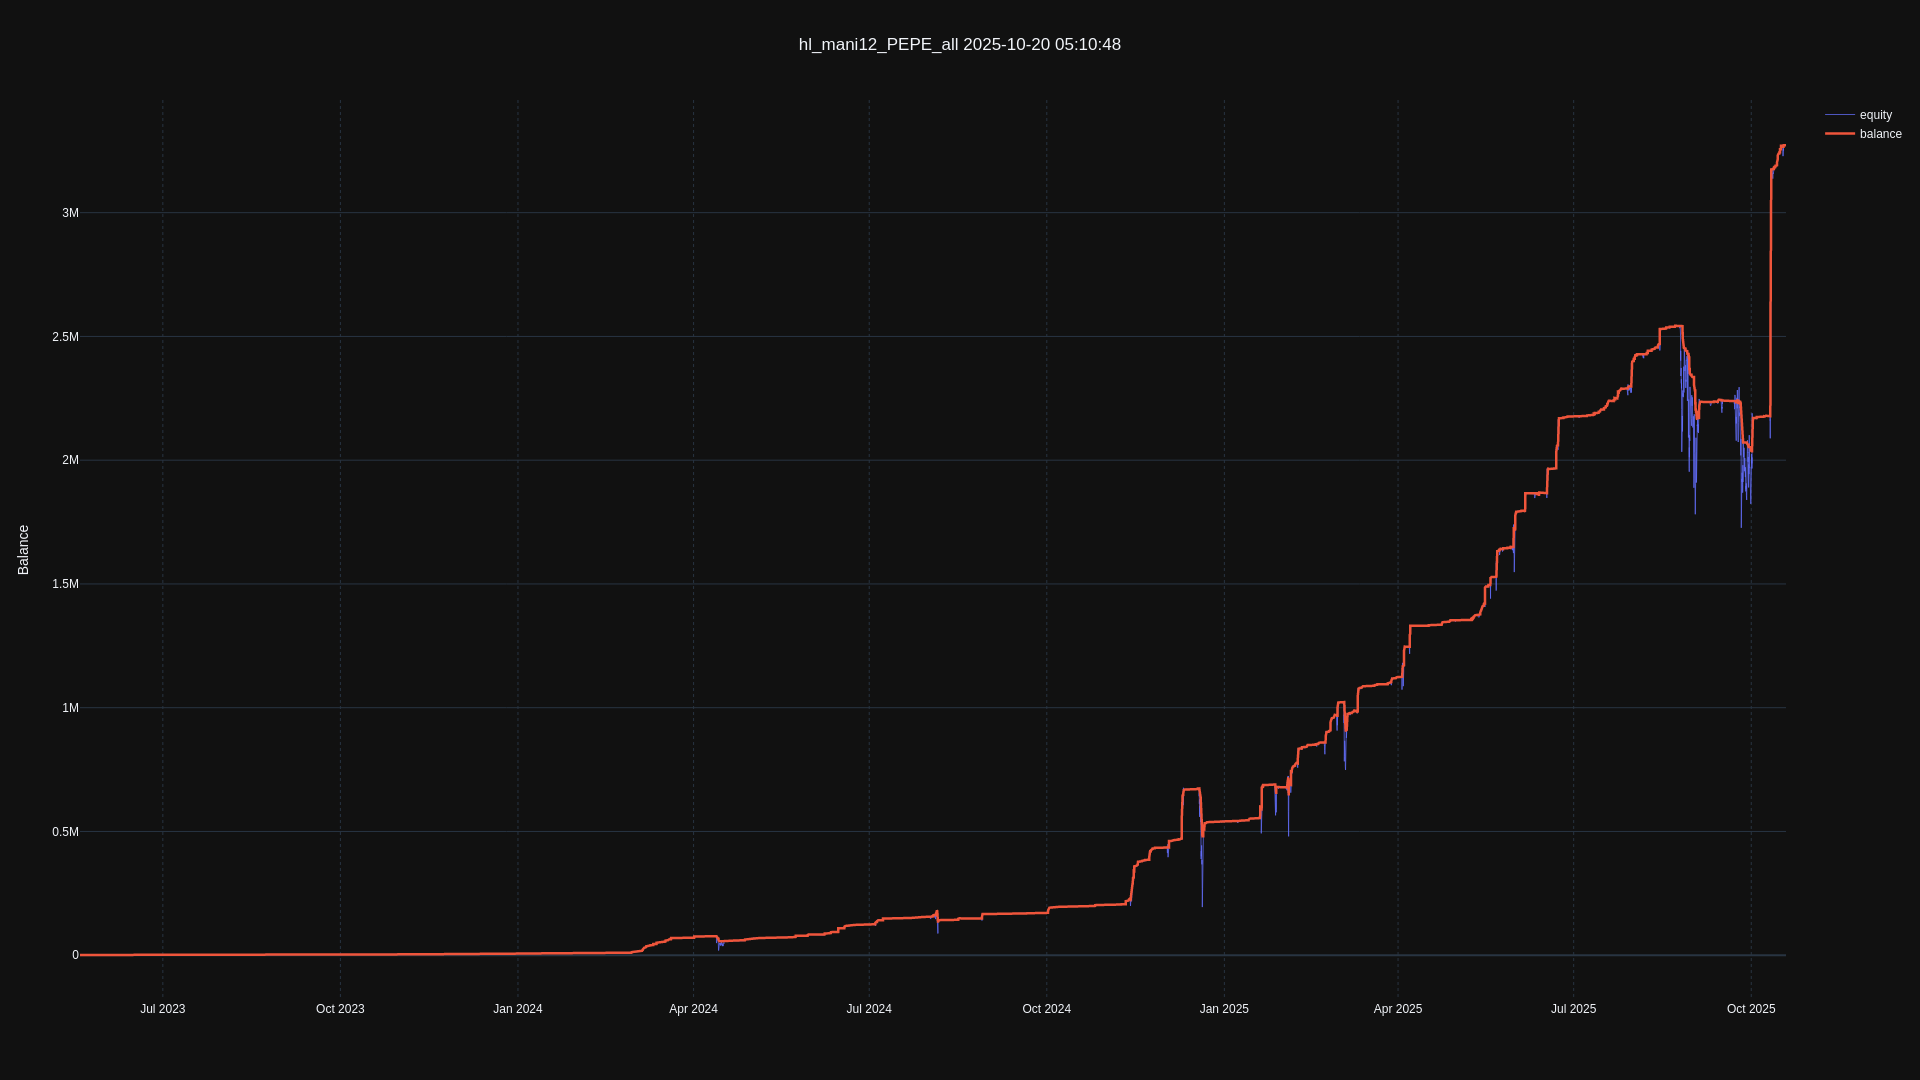 hl_mani12_PEPE_all 2025-10-20 05:10:48
equity
balance
3M
2.5M
2M
1.5M
1M
0.5M
0
Balance
Jul 2023
Oct 2023
Jan 2024
Apr 2024
Jul 2024
Oct 2024
Jan 2025
Apr 2025
Jul 2025
Oct 2025